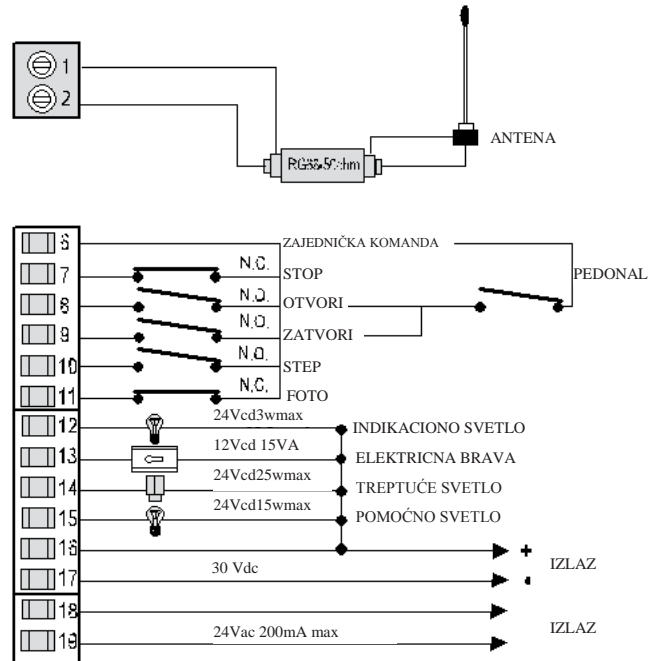 1
2
ANTENA
6 ZAJEDNIČKA KOMANDA
7 N.C. STOP PEDONAL
8 N.O. OTVORI
9 N.O. ZATVORI
10 N.O. STEP
11 N.C. FOTO
12 24Vcd3wmax INDIKACIONO SVETLO
13 12Vcd 15VA ELEKTRICNA BRAVA
14 24Vcd25wmax TREPTUĆE SVETLO
15 24Vcd15wmax POMOĆNO SVETLO
16 +
IZLAZ
17 30 Vdc
18
IZLAZ
19 24Vac 200mA max